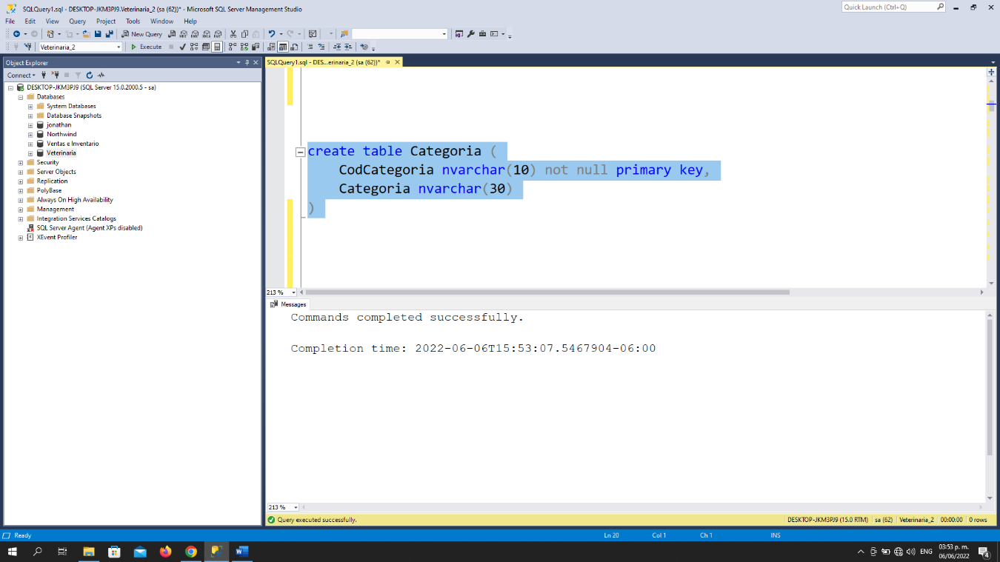 SQLQuery1.sql - DESKTOP-JKM3PJ9.Veterinaria_2 (sa (62))* - Microsoft SQL Server Management Studio
Quick Launch (Ctrl+Q)
File Edit View Query Project Tools Window Help
New Query
Veterinaria_2 Execute
Object Explorer
Connect
DESKTOP-JKM3PJ9 (SQL Server 15.0.2000.5 - sa)
Databases
System Databases
Database Snapshots
jonathan
Northwind
Ventas e Inventario
Veterinaria
Security
Server Objects
Replication
PolyBase
Always On High Availability
Management
Integration Services Catalogs
SQL Server Agent (Agent XPs disabled)
XEvent Profiler
SQLQuery1.sql - DES...erinaria_2 (sa (62))*
create table Categoria (
CodCategoria nvarchar(10) not null primary key,
Categoria nvarchar(30)
)
213 %
Messages
Commands completed successfully.
Completion time: 2022-06-06T15:53:07.5467904-06:00
213 %
Query executed successfully.
DESKTOP-JKM3PJ9 (15.0 RTM) sa (62) Veterinaria_2 00:00:00 0 rows
Ready Ln 20 Col 1 Ch 1 INS
ENG
03:53 p. m.
06/06/2022
4